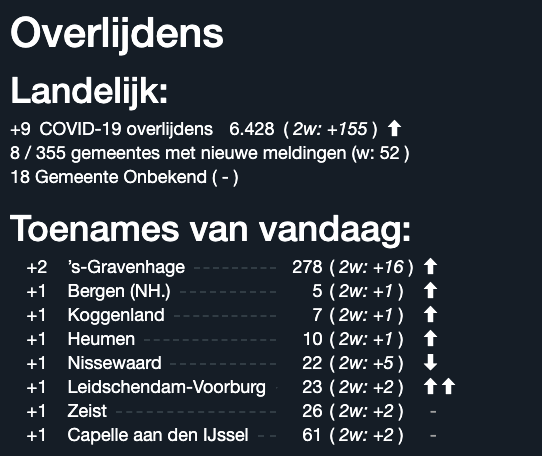 Overlijdens
Landelijk:
+9 COVID-19 overlijdens 6.428 ( 2w: +155 ) ⬆
8 / 355 gemeentes met nieuwe meldingen (w: 52 )
18 Gemeente Onbekend ( - )
Toenames van vandaag:
+2 's-Gravenhage ---------- 278 ( 2w: +16 ) ⬆
+1 Bergen (NH.) ----------- 5 ( 2w: +1 ) ⬆
+1 Koggenland ------------ 7 ( 2w: +1 ) ⬆
+1 Heumen --------------- 10 ( 2w: +1 ) ⬆
+1 Nissewaard ------------ 22 ( 2w: +5 ) ⬇
+1 Leidschendam-Voorburg - 23 ( 2w: +2 ) ⬆⬆
+1 Zeist ------------------ 26 ( 2w: +2 ) -
+1 Capelle aan den IJssel -- 61 ( 2w: +2 ) -